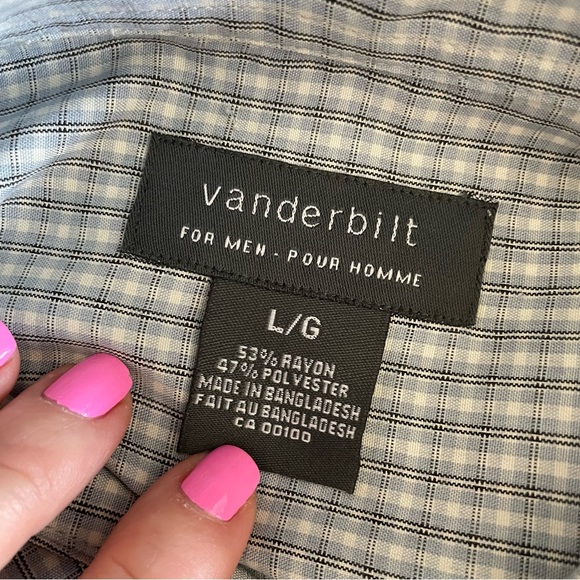 vanderbilt
FOR MEN - POUR HOMME
L/G
53% RAYON
47% POLYESTER
MADE IN BANGLADESH
FAIT AU BANGLADESH
CA 00100